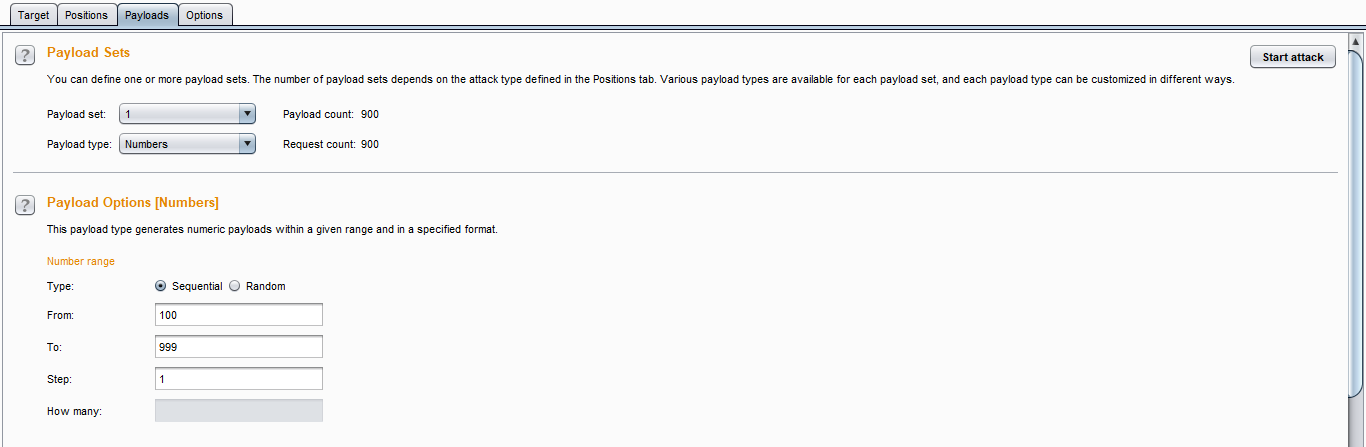 Target Positions Payloads Options
? Payload Sets Start attack
You can define one or more payload sets. The number of payload sets depends on the attack type defined in the Positions tab. Various payload types are available for each payload set, and each payload type can be customized in different ways.
Payload set: 1 Payload count: 900
Payload type: Numbers Request count: 900
? Payload Options [Numbers]
This payload type generates numeric payloads within a given range and in a specified format.
Number range
Type: Sequential Random
From: 100
To: 999
Step: 1
How many: